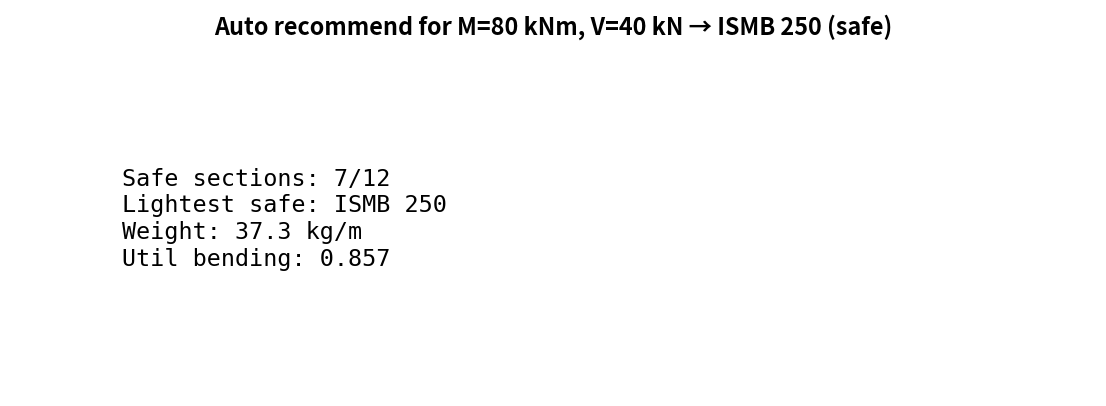 Auto recommend for M=80 kNm, V=40 kN → ISMB 250 (safe)
Safe sections: 7/12
Lightest safe: ISMB 250
Weight: 37.3 kg/m
Util bending: 0.857